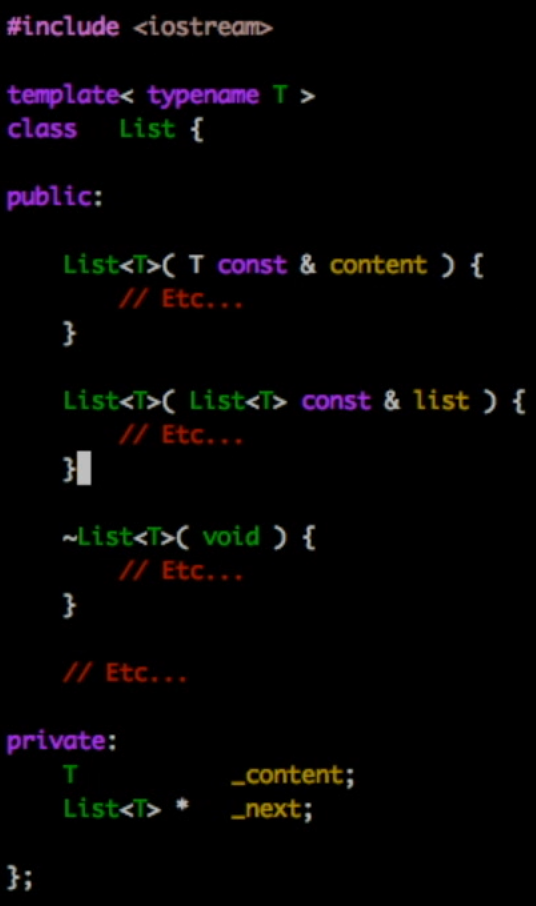 #include <iostream>
template< typename T >
class   List {
public:
    List<T>( T const & content ) {
        // Etc...
    }
    List<T>( List<T> const & list ) {
        // Etc...
    }
    ~List<T>( void ) {
        // Etc...
    }
    // Etc...
private:
    T           _content;
    List<T> *   _next;
};